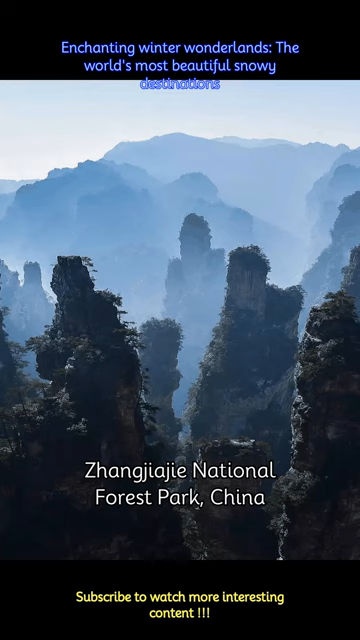 Enchanting winter wonderlands: The
world's most beautiful snowy
destinations
Zhangjiajie National
Forest Park, China
Subscribe to watch more interesting
content !!!